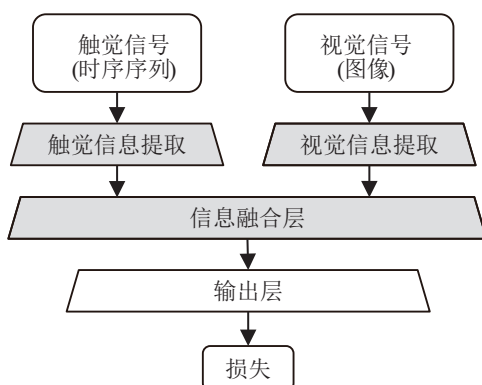 触觉信号
(时序序列)
视觉信号
(图像)
触觉信息提取
视觉信息提取
信息融合层
输出层
损失